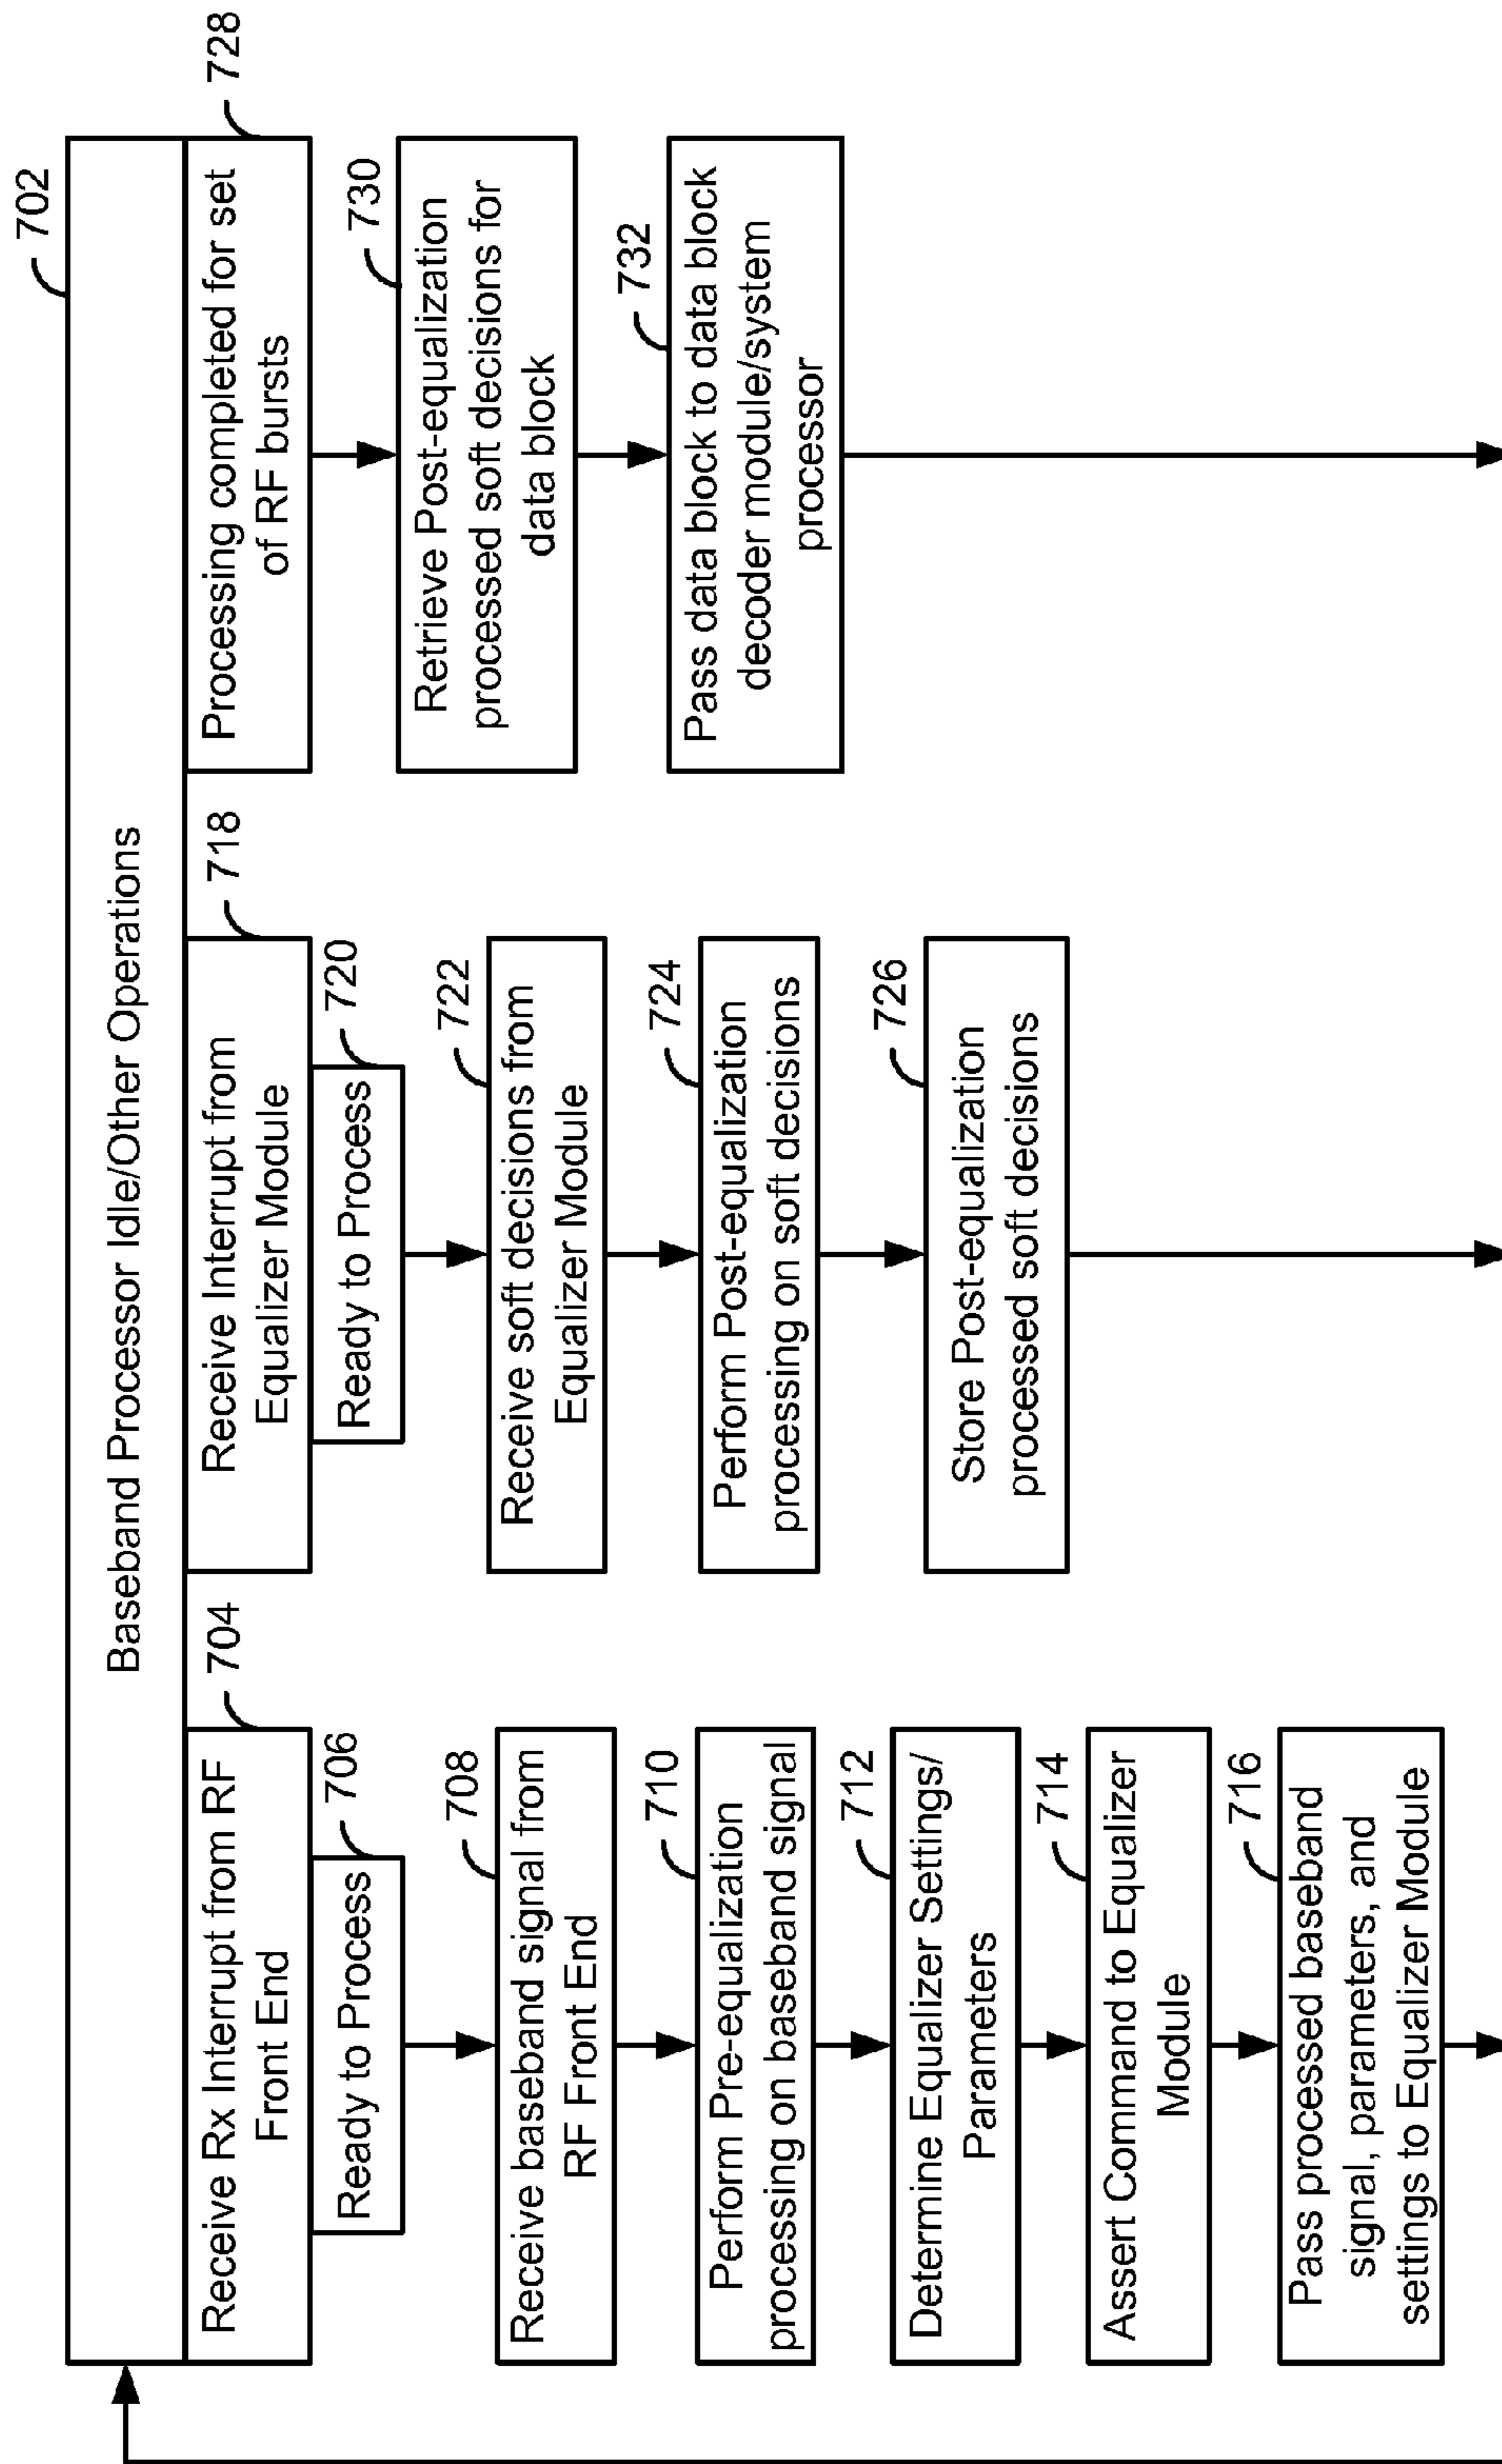 702
Baseband Processor Idle/Other Operations
704
Receive Rx Interrupt from RF
Front End
706
Ready to Process
708
Receive baseband signal from
RF Front End
710
Perform Pre-equalization
processing on baseband signal
712
Determine Equalizer Settings/
Parameters
714
Assert Command to Equalizer
Module
716
Pass processed baseband
signal, parameters, and
settings to Equalizer Module
718
Receive Interrupt from
Equalizer Module
720
Ready to Process
722
Receive soft decisions from
Equalizer Module
724
Perform Post-equalization
processing on soft decisions
726
Store Post-equalization
processed soft decisions
728
Processing completed for set
of RF bursts
730
Retrieve Post-equalization
processed soft decisions for
data block
732
Pass data block to data block
decoder module/system
processor